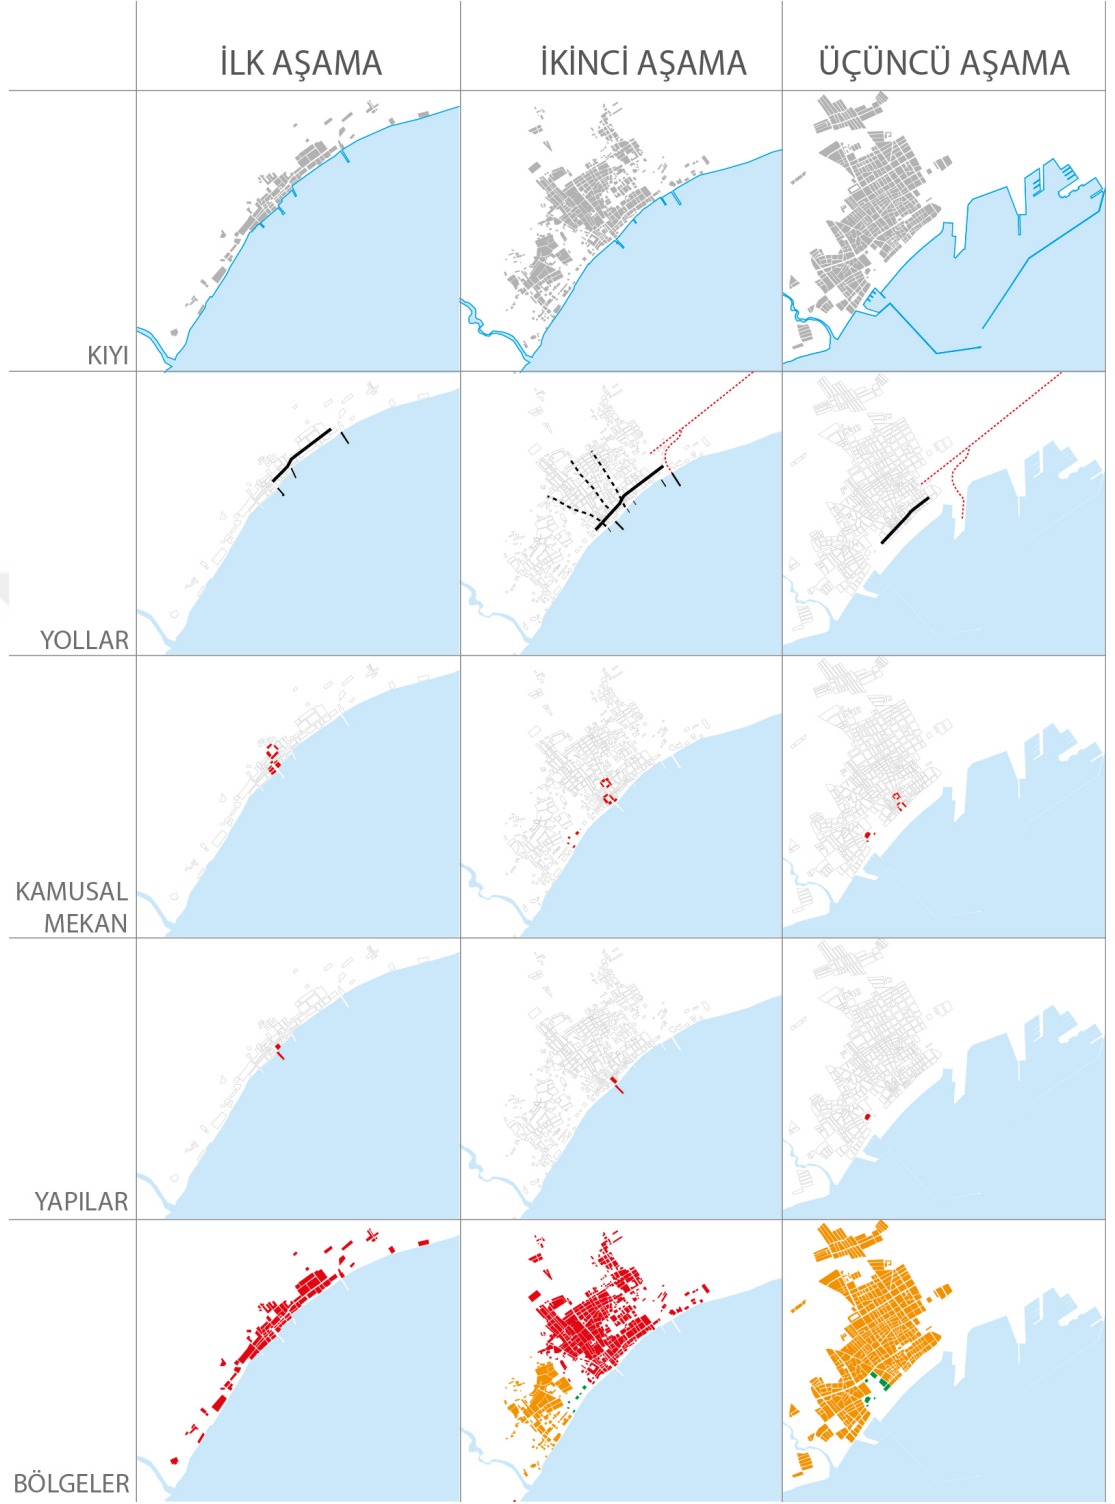 İLK AŞAMA
İKİNCİ AŞAMA
ÜÇÜNCÜ AŞAMA
KIYI
YOLLAR
KAMUSAL
MEKAN
YAPILAR
BÖLGELER